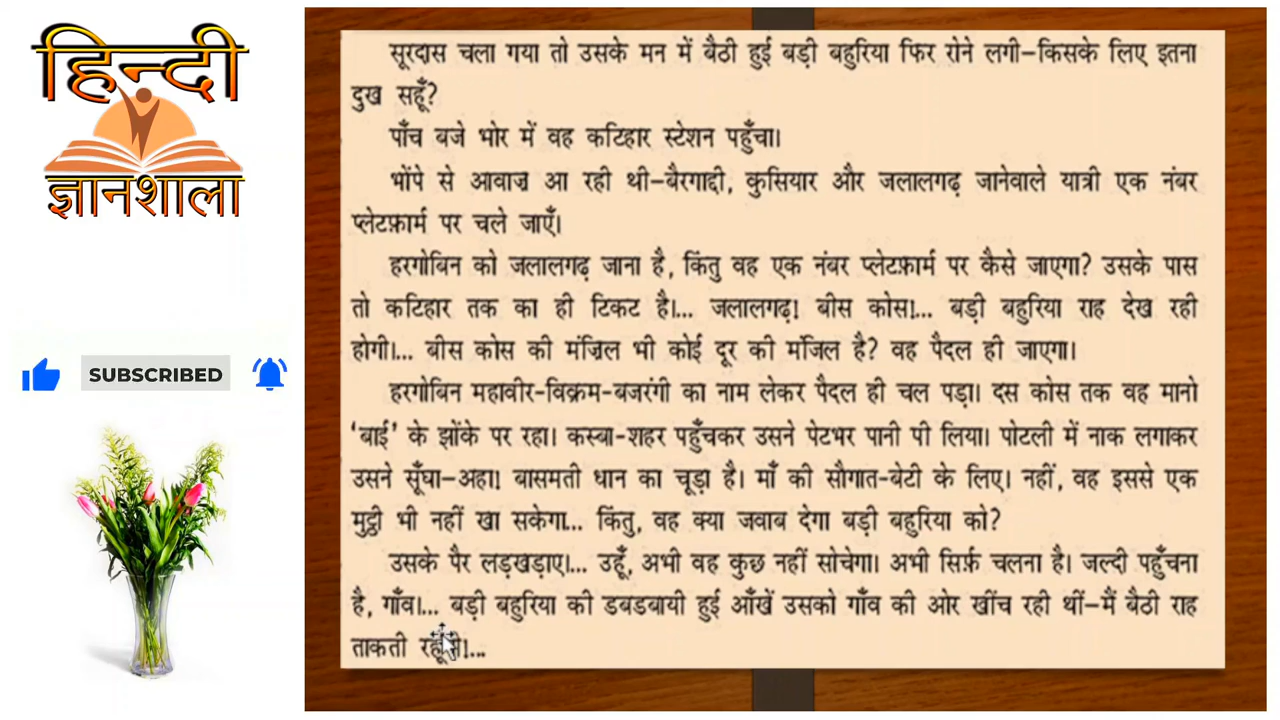 हिन्दी
ज्ञानशाला
SUBSCRIBED
सूरदास चला गया तो उसके मन में बैठी हुई बड़ी बहुरिया फिर रोने लगी–किसके लिए इतना
दुख सहूँ?
पाँच बजे भोर में वह कटिहार स्टेशन पहुँचा।
भोंपे से आवाज़ आ रही थी–बैरगाद्दी, कुसियार और जलालगढ़ जानेवाले यात्री एक नंबर
प्लेटफ़ार्म पर चले जाएँ।
हरगोबिन को जलालगढ़ जाना है, किंतु वह एक नंबर प्लेटफ़ार्म पर कैसे जाएगा? उसके पास
तो कटिहार तक का ही टिकट है।... जलालगढ़! बीस कोस!... बड़ी बहुरिया राह देख रही
होगी।... बीस कोस की मंज़िल भी कोई दूर की मंजिल है? वह पैदल ही जाएगा।
हरगोबिन महावीर-विक्रम-बजरंगी का नाम लेकर पैदल ही चल पड़ा। दस कोस तक वह मानो
‘बाई’ के झोंके पर रहा। कस्बा-शहर पहुँचकर उसने पेटभर पानी पी लिया। पोटली में नाक लगाकर
उसने सूँघा–अहा! बासमती धान का चूड़ा है। माँ की सौगात-बेटी के लिए। नहीं, वह इससे एक
मुट्ठी भी नहीं खा सकेगा... किंतु, वह क्या जवाब देगा बड़ी बहुरिया को?
उसके पैर लड़खड़ाए।... उहूँ, अभी वह कुछ नहीं सोचेगा। अभी सिर्फ़ चलना है। जल्दी पहुँचना
है, गाँव।... बड़ी बहुरिया की डबडबायी हुई आँखें उसको गाँव की ओर खींच रही थीं–मैं बैठी राह
ताकती रहूँगी!...